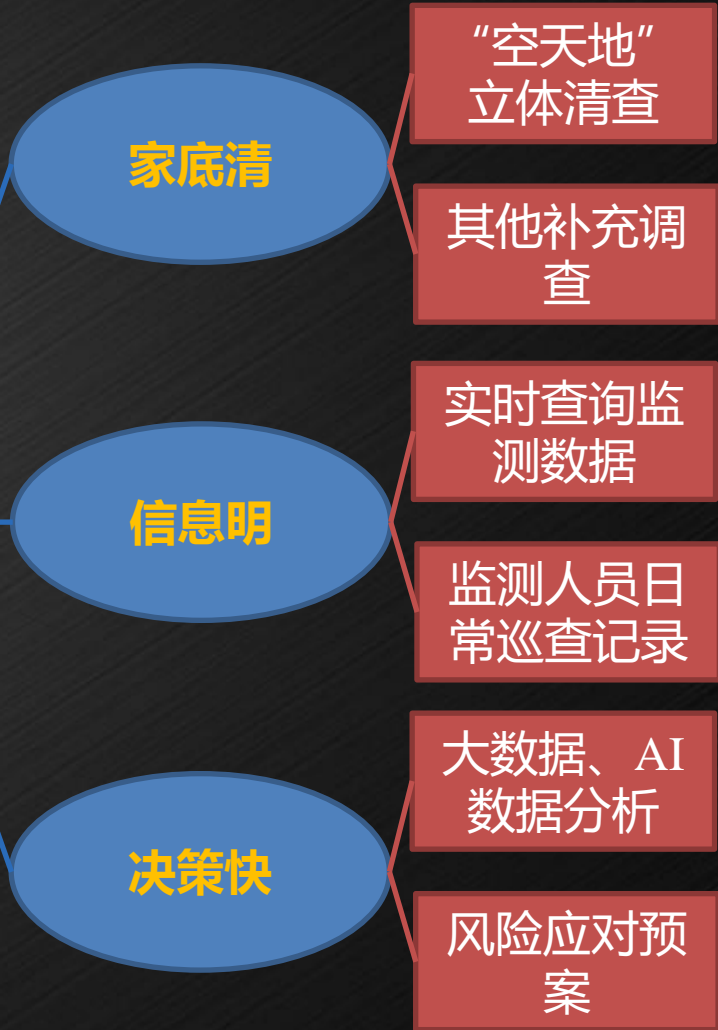 家底清
“空天地”
立体清查
其他补充调
查
信息明
实时查询监
测数据
监测人员日
常巡查记录
决策快
大数据、AI
数据分析
风险应对预
案